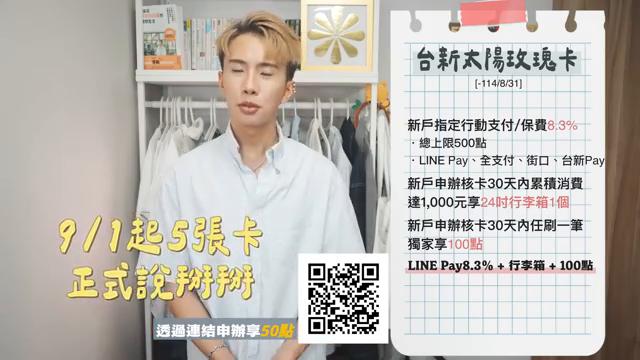 台新太陽玫瑰卡
[-114/8/31]
新戶指定行動支付/保費8.3%
·總上限500點
·LINE Pay、全支付、街口、台新Pay
新戶申辦核卡30天內累積消費
達1,000元享24吋行李箱1個
新戶申辦核卡30天內任刷一筆
獨家享100點
LINE Pay8.3% + 行李箱 + 100點
9/1起5張卡
正式說掰掰
透過連結申辦享50點